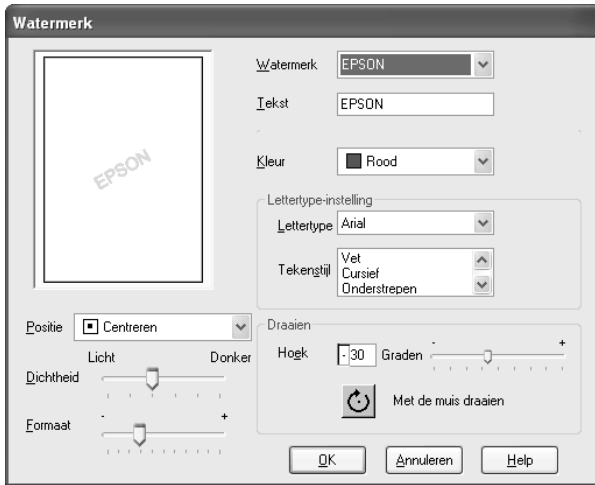 Watermerk
EPSON
Watermerk EPSON
Tekst EPSON
Kleur Rood
Lettertype-instelling
Lettertype Arial
Tekenstijl Vet
Cursief
Onderstrepen
Positie Centreren
Licht Donker
Dichtheid
Formaat - +
Draaien
Hoek - 30 Graden - +
Met de muis draaien
OK Annuleren Help